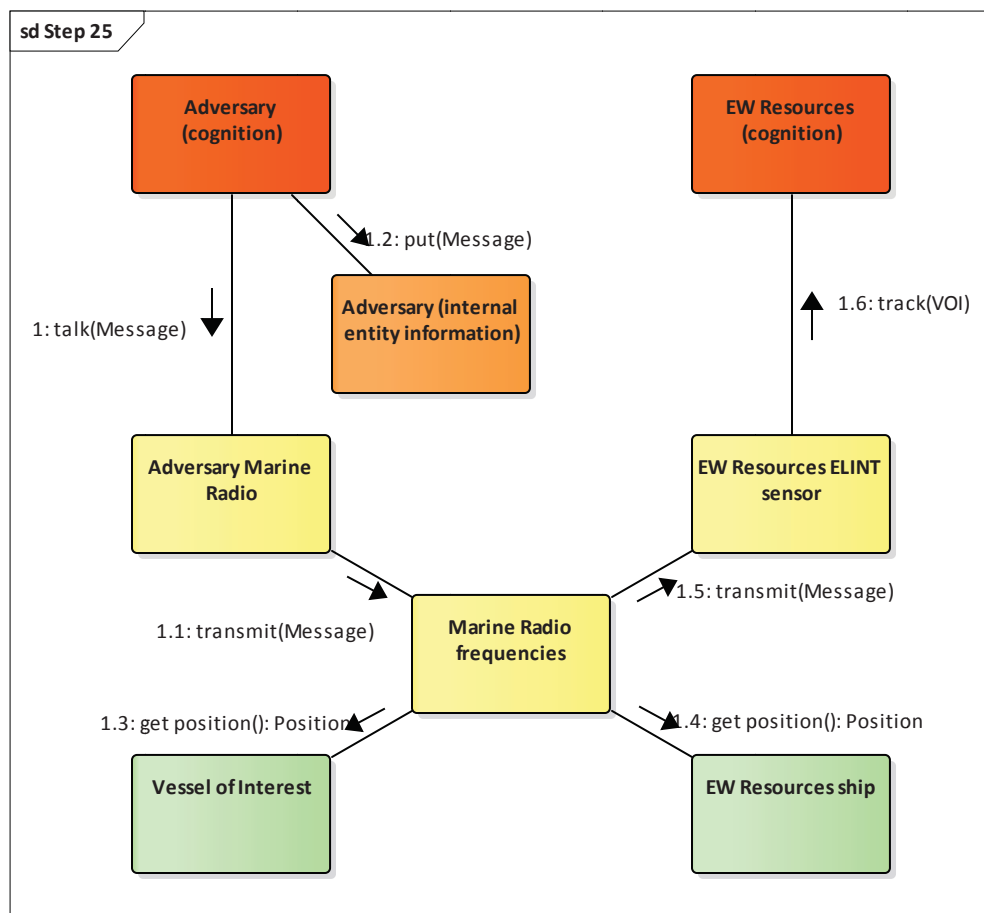 sd Step 25
Adversary
(cognition)
EW Resources
(cognition)
1.2: put(Message)
Adversary (internal
entity information)
1: talk(Message)
1.6: track(VOI)
Adversary Marine
Radio
EW Resources ELINT
sensor
1.1: transmit(Message)
1.5: transmit(Message)
Marine Radio
frequencies
1.3: get position(): Position
1.4: get position(): Position
Vessel of Interest
EW Resources ship